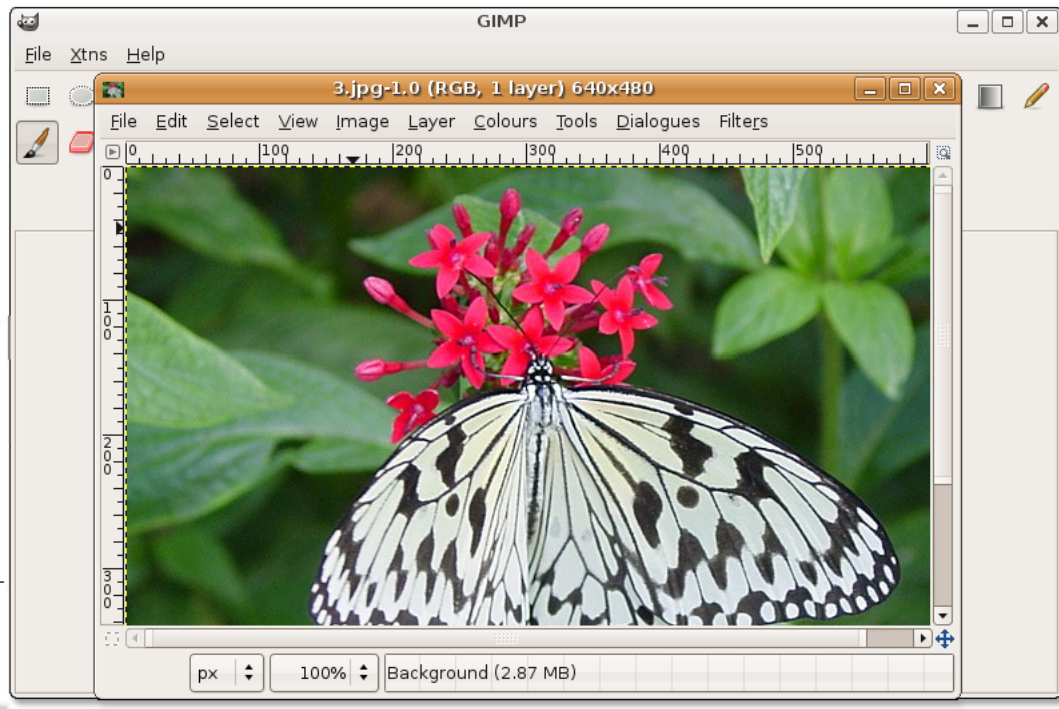 GIMP
File Xtns Help
3.jpg-1.0 (RGB, 1 layer) 640x480
File Edit Select View Image Layer Colours Tools Dialogues Filters
0 100 200 300 400 500
0
100
200
300
px 100% Background (2.87 MB)